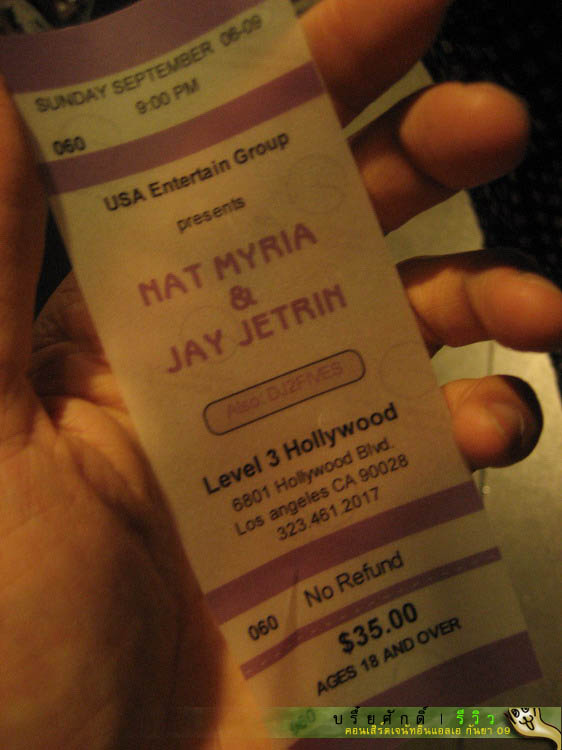 SUNDAY SEPTEMBER 06-09
9:00 PM
060
USA Entertain Group
presents
NAT MYRIA
&
JAY JETRIN
Also: DJ2FIVES
Level 3 Hollywood
6801 Hollywood Blvd.
Los angeles CA 90028
323.461.2017
060 No Refund
$35.00
AGES 18 AND OVER
060
บรั๊ยศักดิ์ | รีวิว
คอนเสิร์ตเจนัทอินแอลเอ กันยา 09